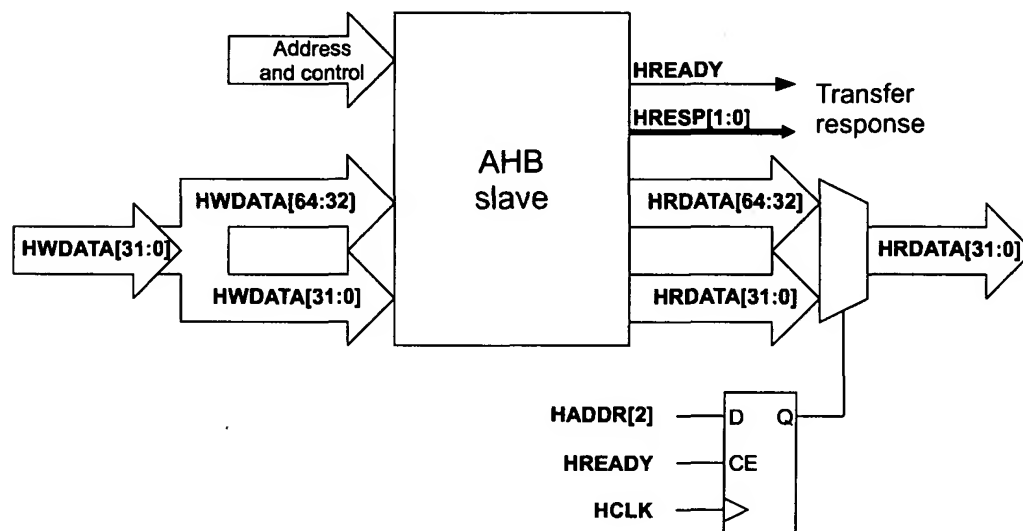 Address
and control
HREADY
HRESP[1:0]
Transfer
response
AHB
slave
HWDATA[31:0]
HWDATA[64:32]
HWDATA[31:0]
HRDATA[64:32]
HRDATA[31:0]
HRDATA[31:0]
HADDR[2]
D
Q
HREADY
CE
HCLK